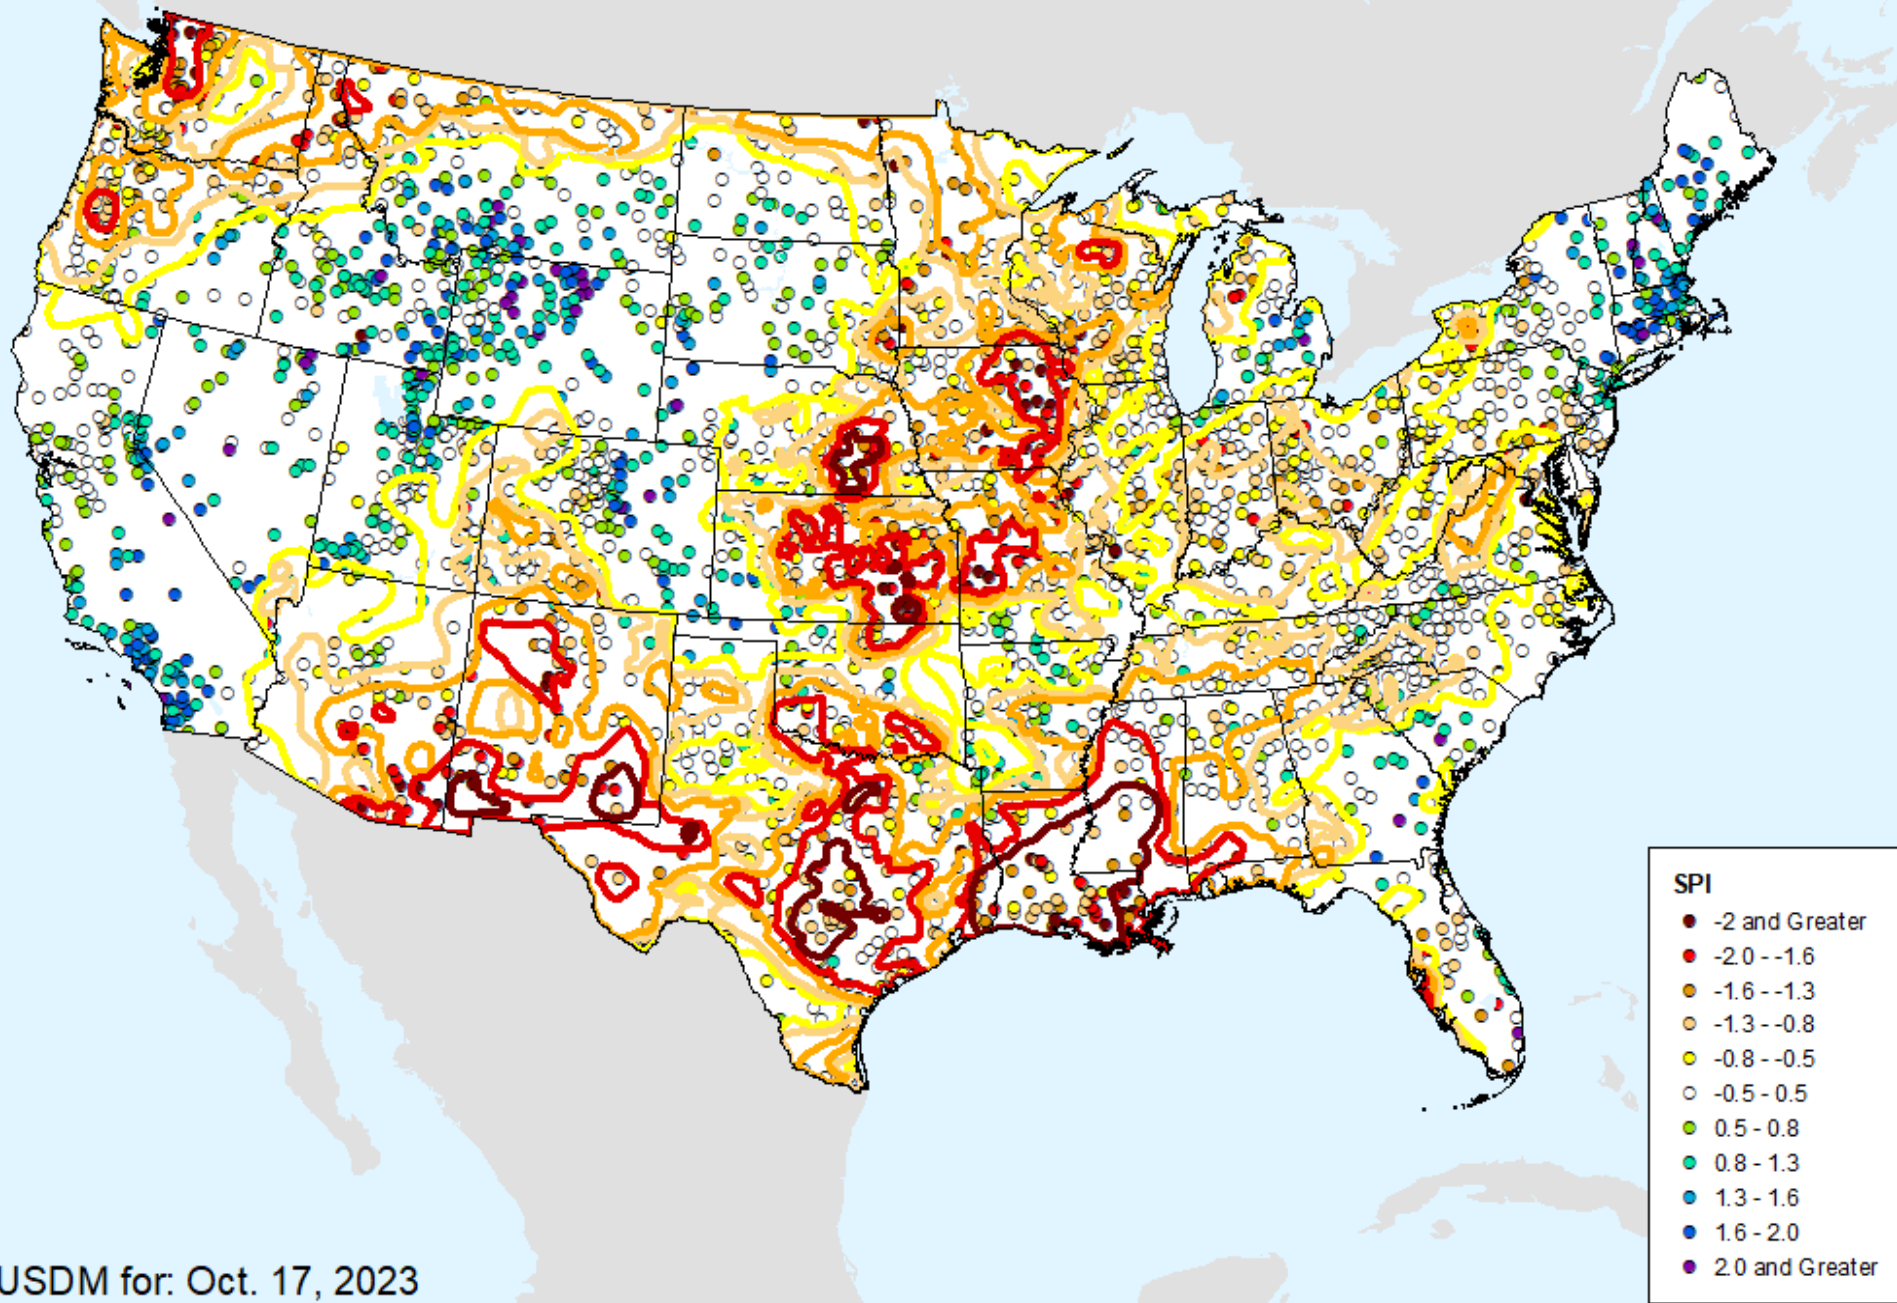 SPI
-2 and Greater
-2.0 - -1.6
-1.6 - -1.3
-1.3 - -0.8
-0.8 - -0.5
-0.5 - 0.5
0.5 - 0.8
0.8 - 1.3
1.3 - 1.6
1.6 - 2.0
2.0 and Greater
USDM for: Oct. 17, 2023